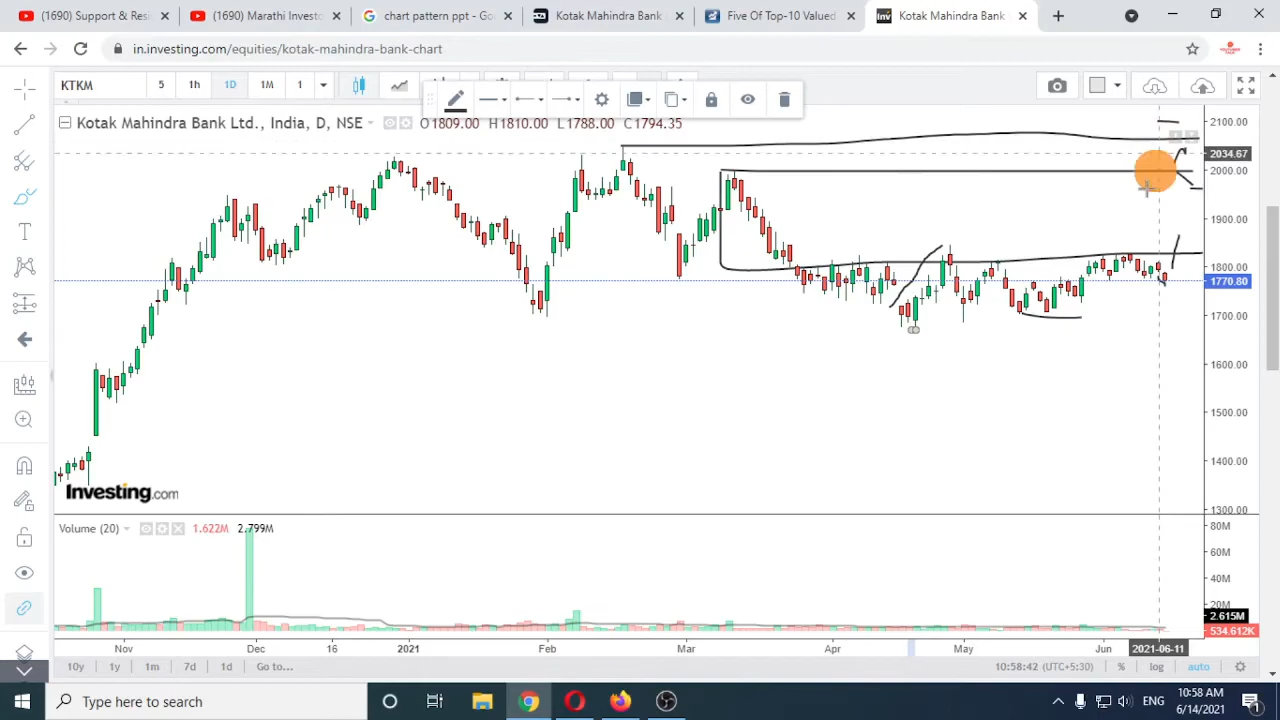 (1690) Support & Res
(1690) Marathi Invest
chart pattern ppt - Go
Kotak Mahindra Bank
Five Of Top-10 Valued
Inv
Kotak Mahindra Bank
in.investing.com/equities/kotak-mahindra-bank-chart
KTKM 5 1h 1D 1M 1
Kotak Mahindra Bank Ltd., India, D, NSE
O1809.00 H1810.00 L1788.00 C1794.35
2100.00
2034.67
2000.00
1900.00
1800.00
1770.80
1700.00
1600.00
1500.00
1400.00
1300.00
Investing.com
Volume (20) 1.622M 2.799M
80M
60M
40M
20M
2.615M
534.612K
Nov Dec 16 2021 Feb Mar Apr May Jun 2021-06-11
10y 1y 1m 7d 1d Go to... 10:58:42 (UTC+5:30) % log auto
Type here to search
ENG
10:58 AM
6/14/2021